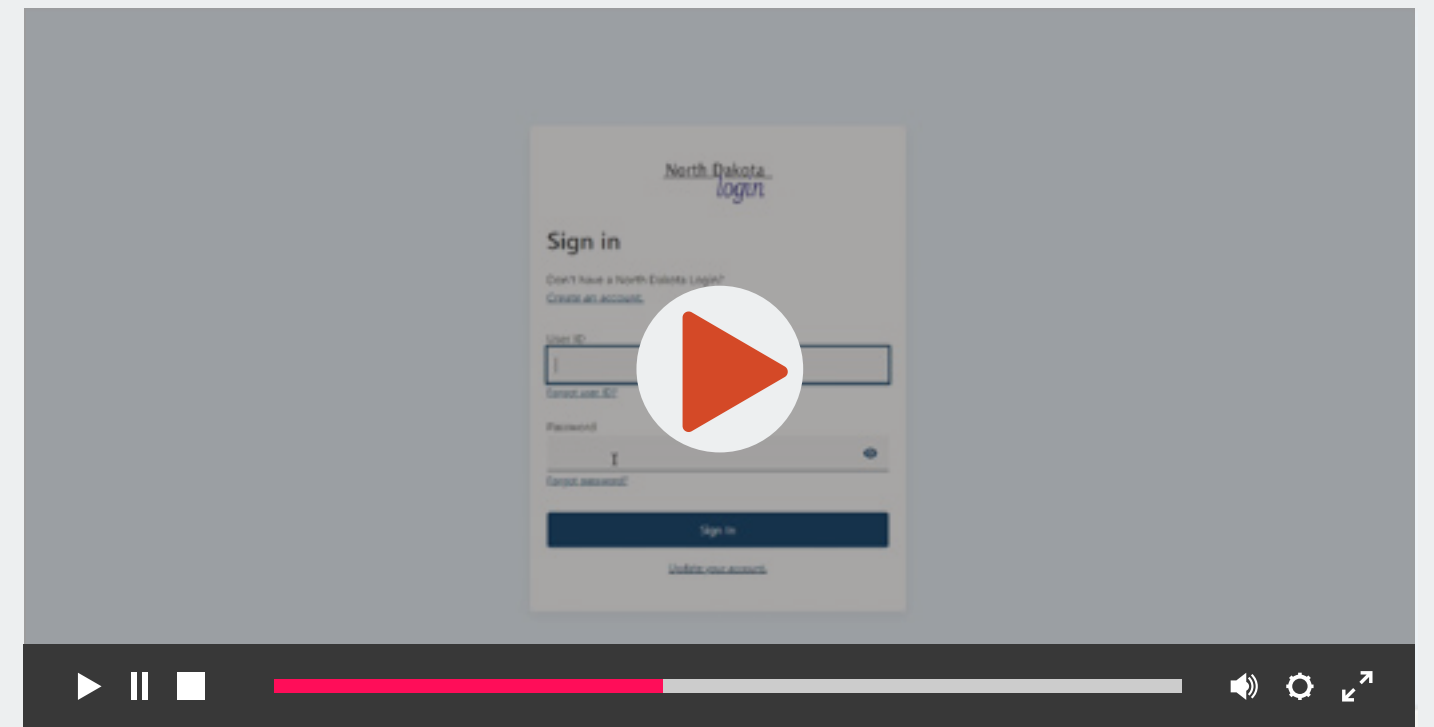 North Dakota
login
Sign in
Don't have a North Dakota Login?
Create an account.
User ID
Forgot user ID?
Password
Forgot password?
Sign In
Update your account.